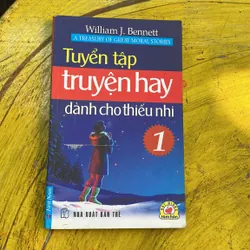 William J. Bennett
A TREASURY OF GREAT MORAL STORIES
Tuyển tập
truyện hay
dành cho thiếu nhi
1
NHÀ XUẤT BẢN TRẺ